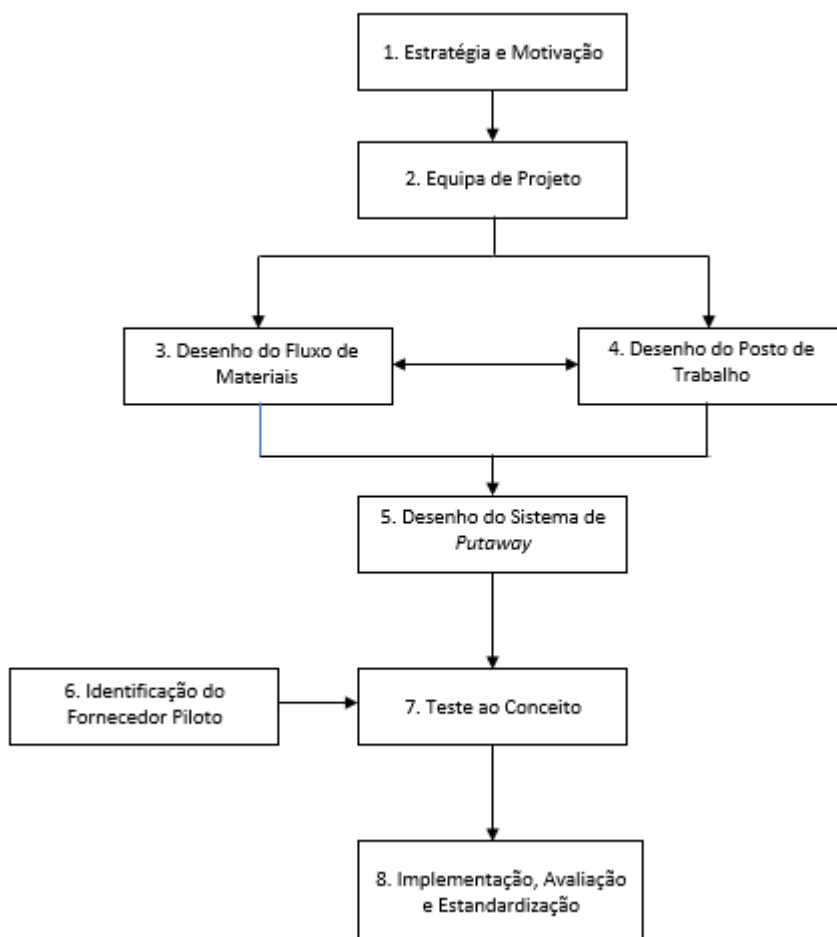 1. Estratégia e Motivação
2. Equipa de Projeto
3. Desenho do Fluxo de
Materiais
4. Desenho do Posto de
Trabalho
5. Desenho do Sistema de
Putaway
6. Identificação do
Fornecedor Piloto
7. Teste ao Conceito
8. Implementação, Avaliação
e Estandardização